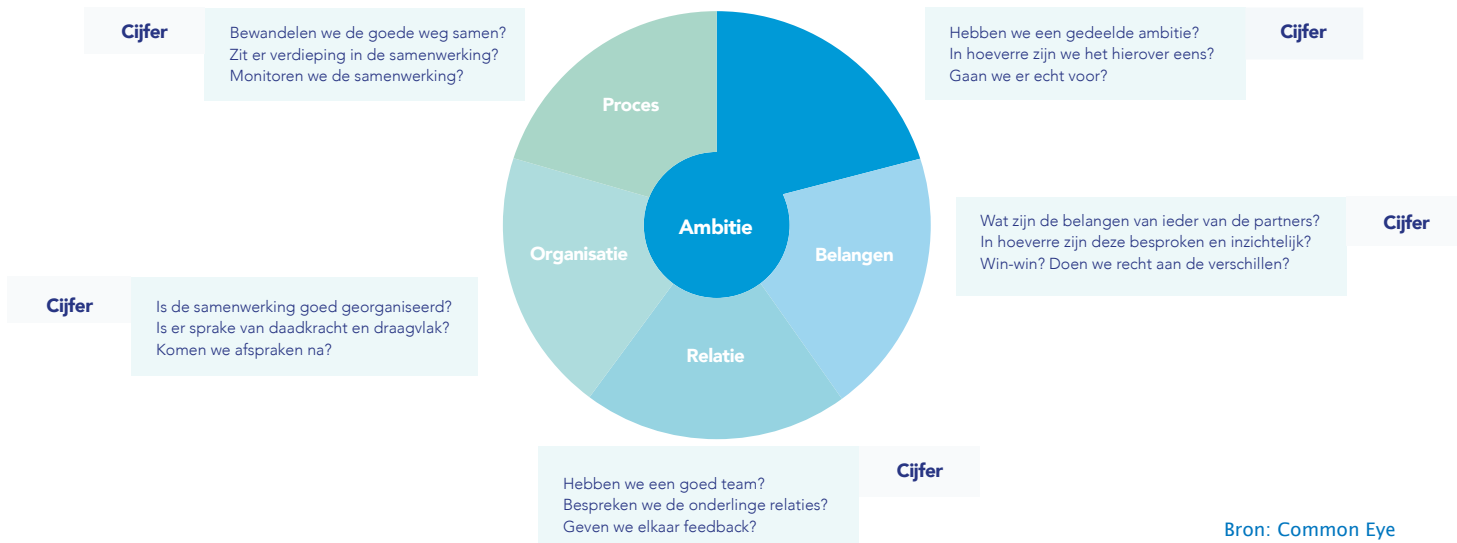 Cijfer
Bewandelen we de goede weg samen?
Zit er verdieping in de samenwerking?
Monitoren we de samenwerking?
Hebben we een gedeelde ambitie?
In hoeverre zijn we het hierover eens?
Gaan we er echt voor?
Cijfer
Proces
Ambitie
Organisatie
Belangen
Relatie
Wat zijn de belangen van ieder van de partners?
In hoeverre zijn deze besproken en inzichtelijk?
Win-win? Doen we recht aan de verschillen?
Cijfer
Cijfer
Is de samenwerking goed georganiseerd?
Is er sprake van daadkracht en draagvlak?
Komen we afspraken na?
Hebben we een goed team?
Bespreken we de onderlinge relaties?
Geven we elkaar feedback?
Cijfer
Bron: Common Eye